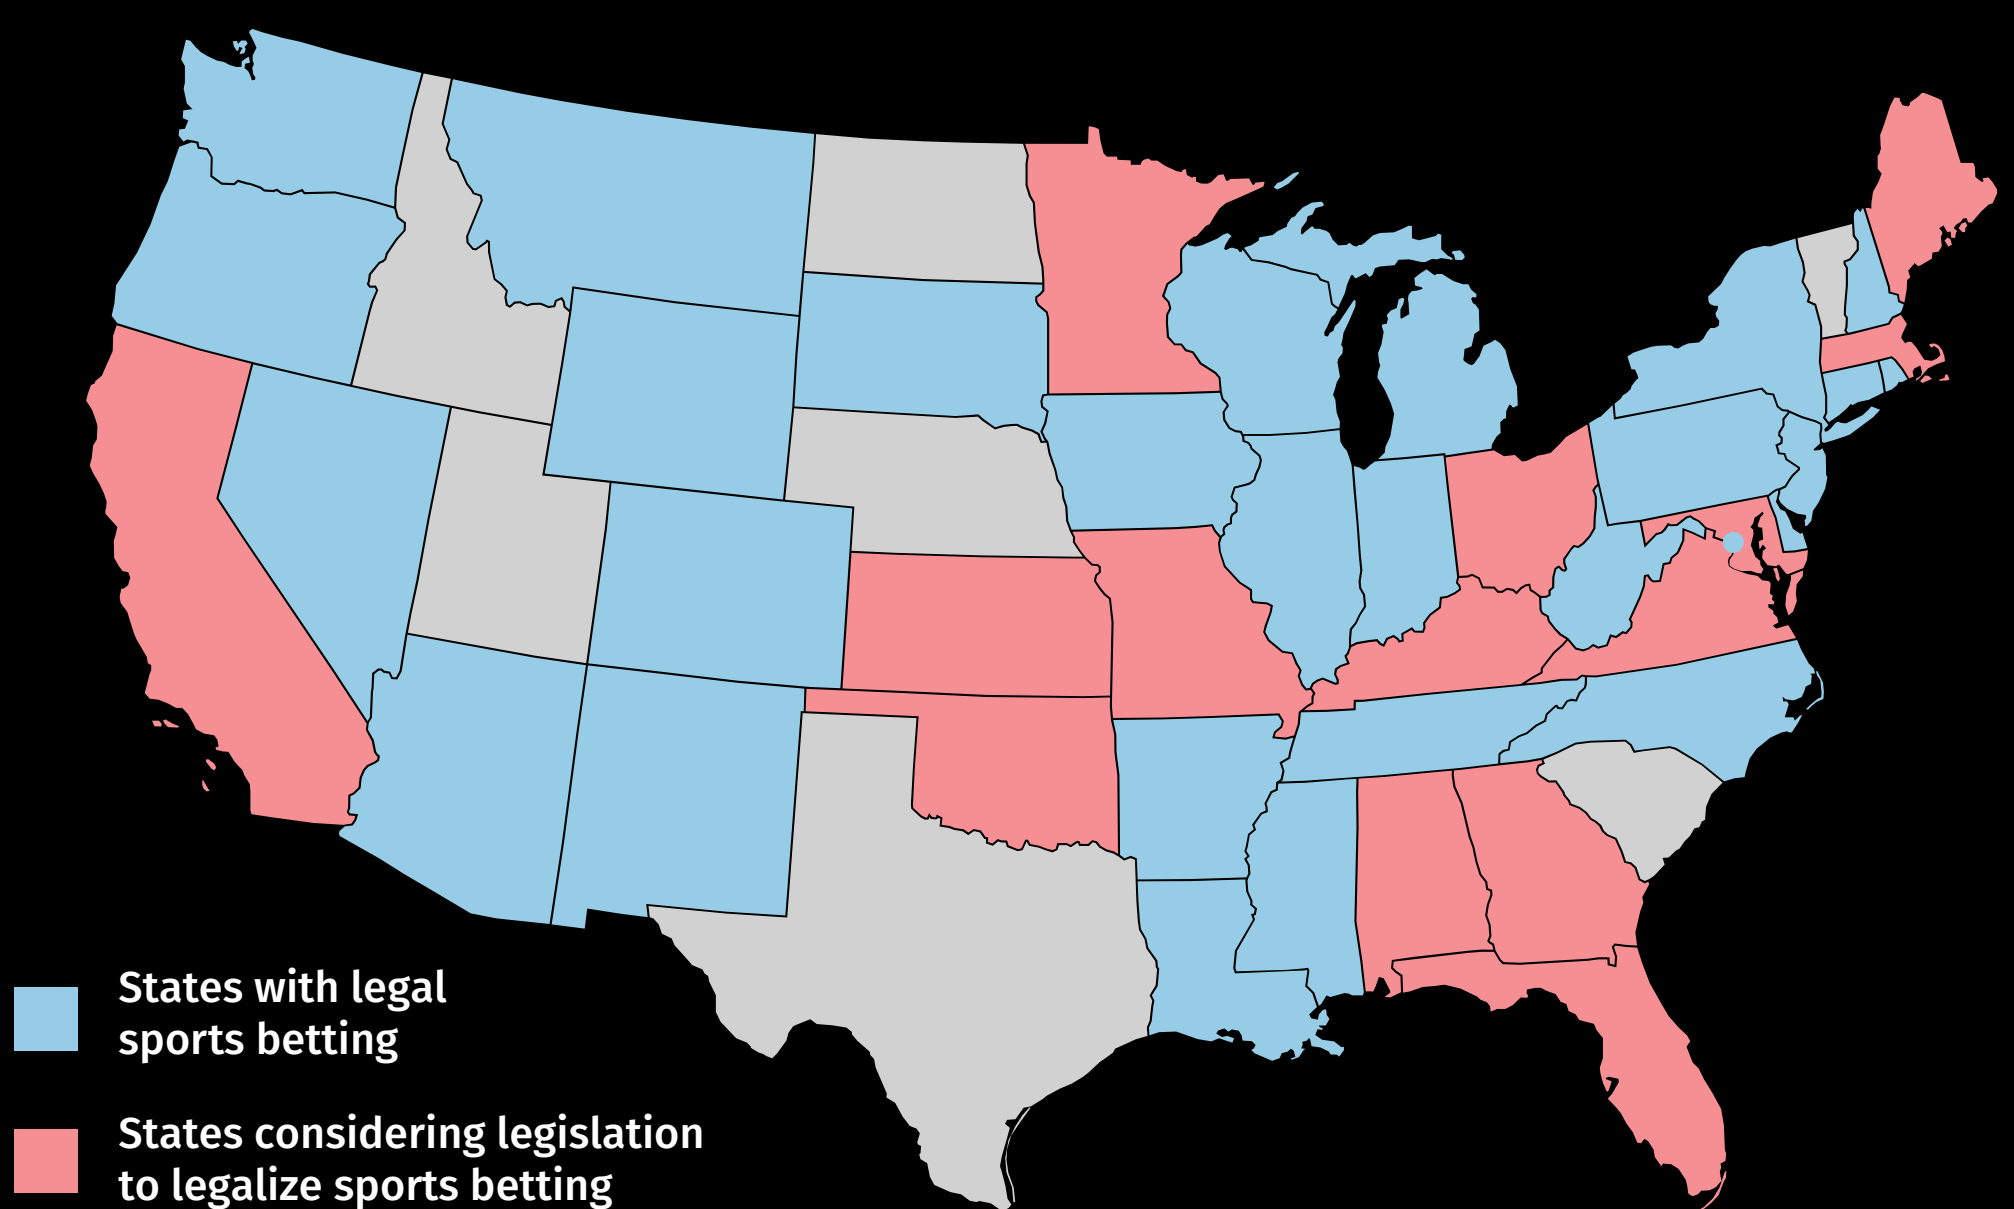 States with legal
sports betting
States considering legislation
to legalize sports betting